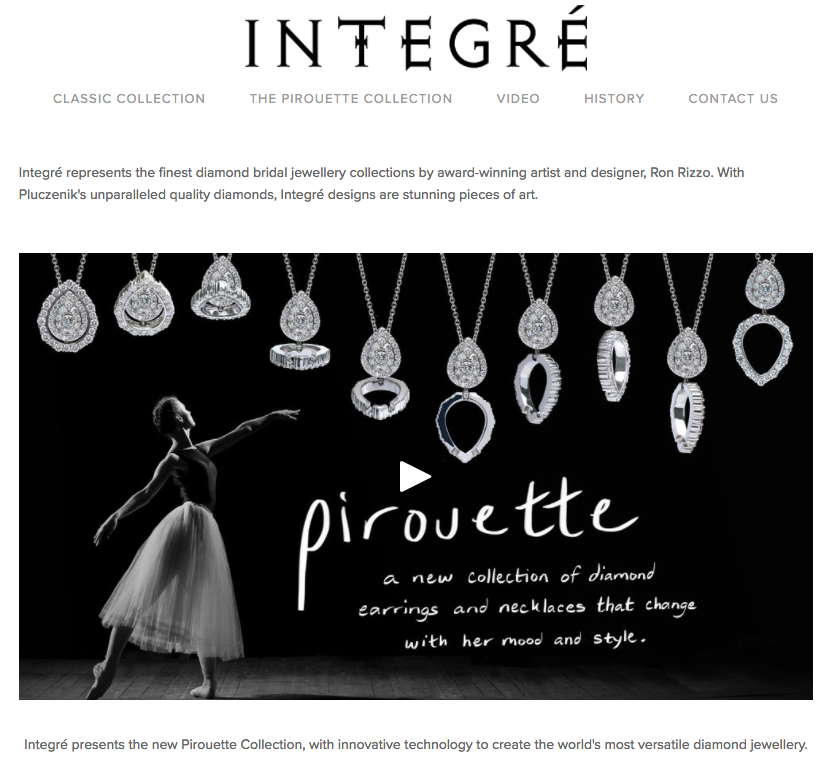 INTEGRÉ
CLASSIC COLLECTION THE PIROUETTE COLLECTION VIDEO HISTORY CONTACT US
Integré represents the finest diamond bridal jewellery collections by award-winning artist and designer, Ron Rizzo. With
Pluczenik's unparalleled quality diamonds, Integré designs are stunning pieces of art.
pirouette
a new collection of diamond
earrings and necklaces that change
with her mood and style.
Integré presents the new Pirouette Collection, with innovative technology to create the world's most versatile diamond jewellery.